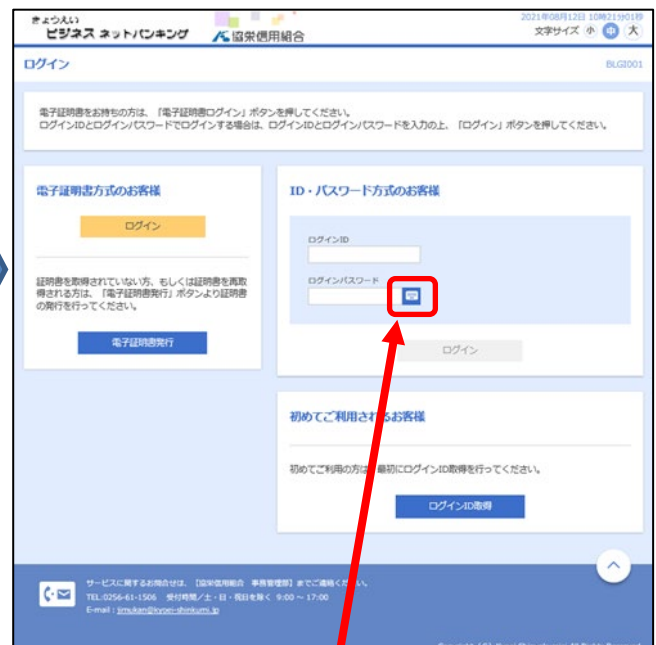 きょうえい
ビジネス ネットバンキング
協栄信用組合
2021年08月12日 10時21分01秒
文字サイズ 小 中 大
ログイン
BLGI001
電子証明書をお持ちの方は、「電子証明書ログイン」ボタンを押してください。
ログインIDとログインパスワードでログインする場合は、ログインIDとログインパスワードを入力の上、「ログイン」ボタンを押してください。
電子証明書方式のお客様
ログイン
証明書を取得されていない方、もしくは証明書を再取
得される方は、「電子証明書発行」ボタンより証明書
の発行を行ってください。
電子証明書発行
ID・パスワード方式のお客様
ログインID
ログインパスワード
ログイン
初めてご利用されるお客様
初めてご利用の方は、最初にログインID取得を行ってください。
ログインID取得
サービスに関するお問合せは、【協栄信用組合 事務管理部】までご連絡ください。
TEL:0256-61-1506 受付時間/土・日・祝日を除く 9:00 ~ 17:00
E-mail : jimukan@kyoei-shinkumi.jp